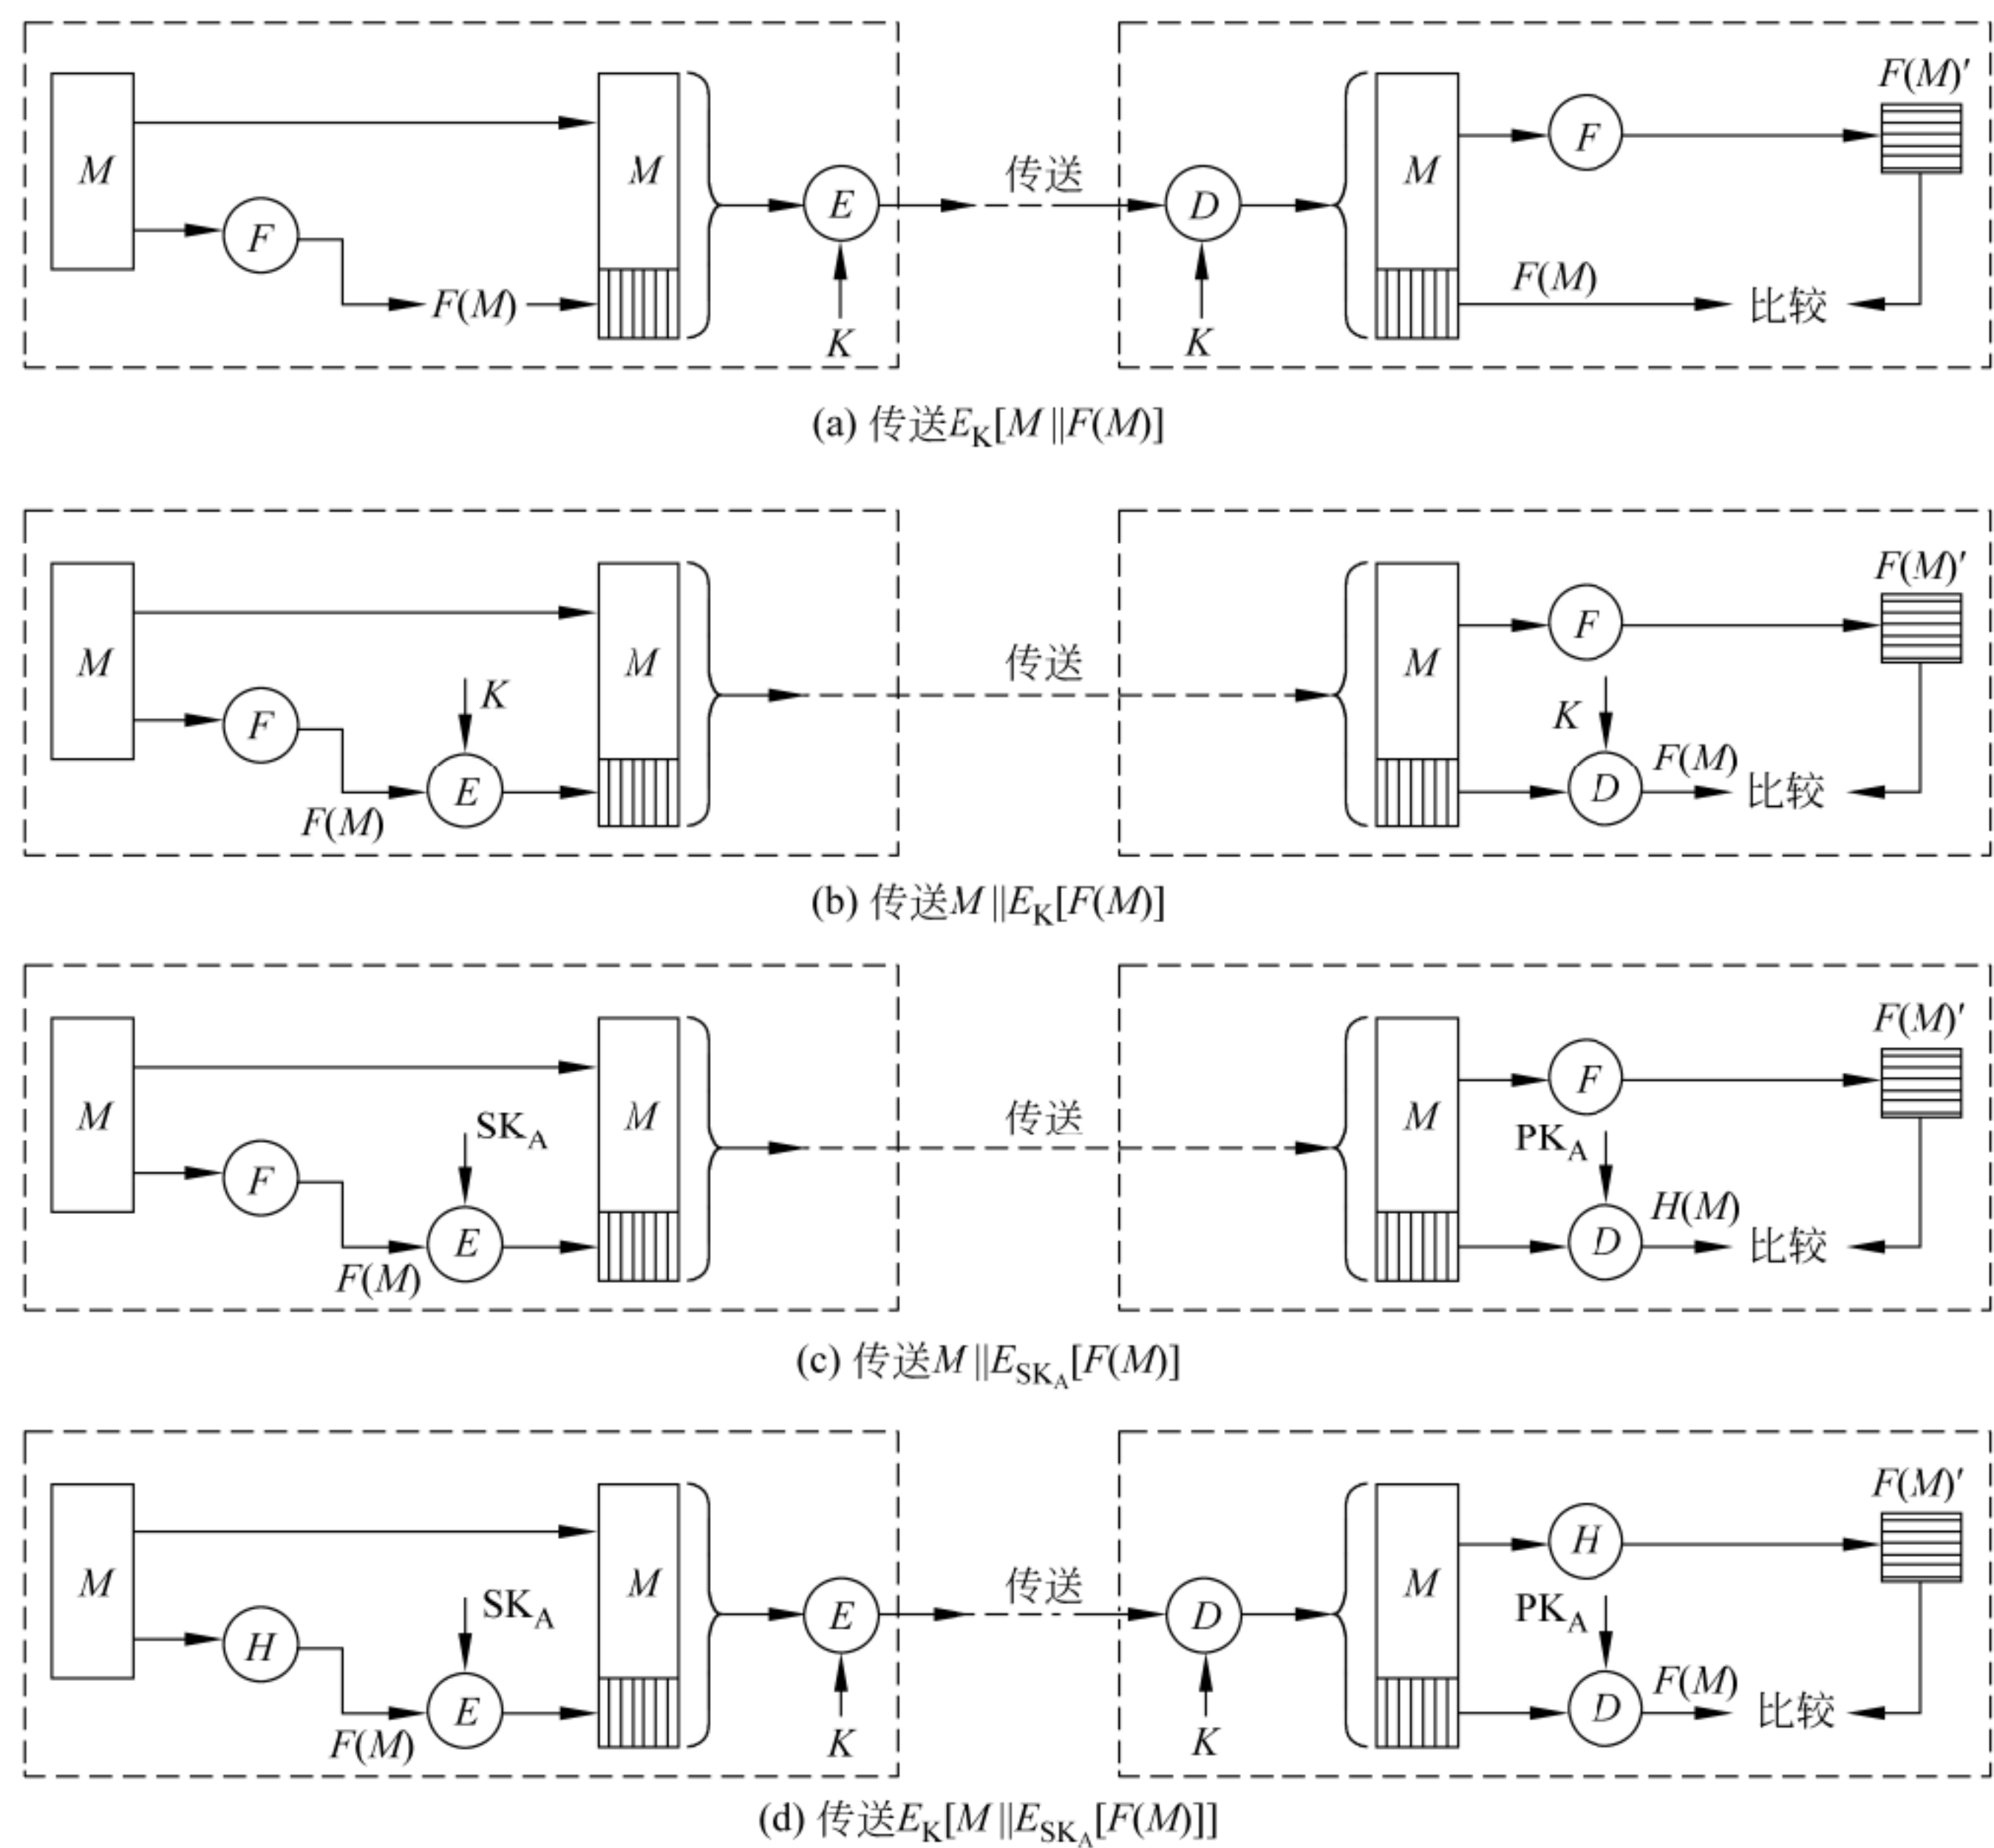 M
F
F(M)
M
E
K
传送
D
K
M
F
F(M)
F(M)'
比较
(a) 传送E_K[M||F(M)]
M
F
F(M)
K
E
M
传送
M
F
K
D
F(M)
F(M)'
比较
(b) 传送M||E_K[F(M)]
M
F
F(M)
SK_A
E
M
传送
M
F
PK_A
D
H(M)
F(M)'
比较
(c) 传送M||E_{SK_A}[F(M)]
M
H
F(M)
SK_A
E
M
E
K
传送
D
K
M
H
PK_A
D
F(M)
F(M)'
比较
(d) 传送E_K[M||E_{SK_A}[F(M)]]